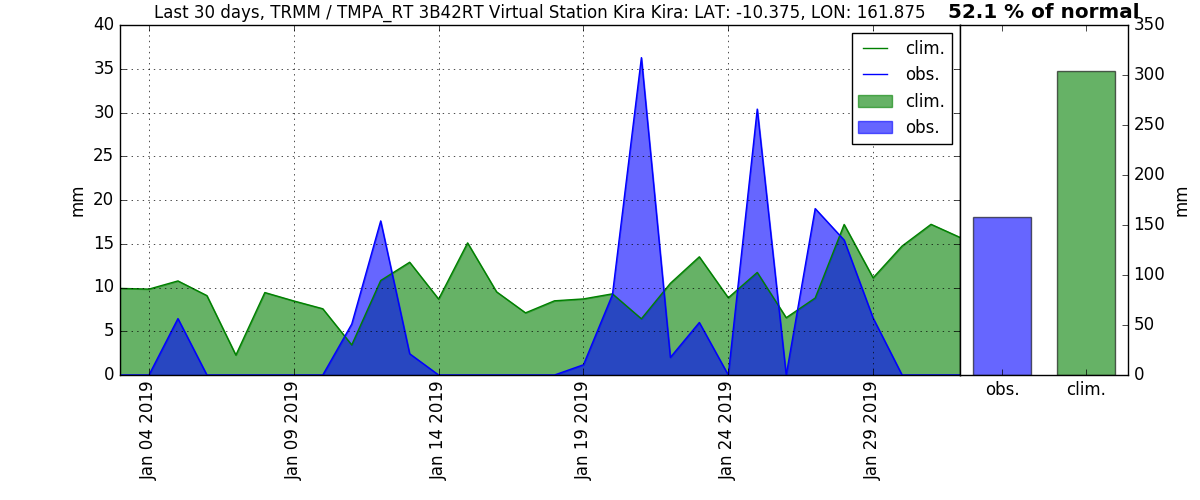 Last 30 days, TRMM / TMPA_RT 3B42RT Virtual Station Kira Kira: LAT: -10.375, LON: 161.875
52.1 % of normal
40
35
30
25
20
15
10
5
0
mm
clim.
obs.
clim.
obs.
Jan 04 2019
Jan 09 2019
Jan 14 2019
Jan 19 2019
Jan 24 2019
Jan 29 2019
350
300
250
200
150
100
50
0
mm
obs.
clim.